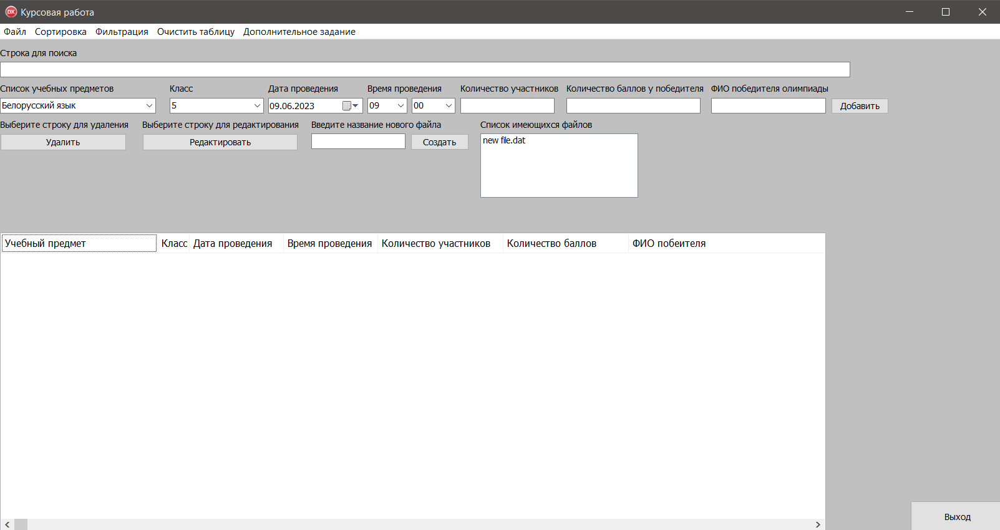 DX Курсовая работа
Файл Сортировка Фильтрация Очистить таблицу Дополнительное задание
Строка для поиска
Список учебных предметов Класс Дата проведения Время проведения Количество участников Количество баллов у победителя ФИО победителя олимпиады
Белорусский язык 5 09.06.2023 09 00 Добавить
Выберите строку для удаления Выберите строку для редактирования Введите название нового файла Список имеющихся файлов
Удалить Редактировать Создать new file.dat
Учебный предмет Класс Дата проведения Время проведения Количество участников Количество баллов ФИО побеителя
Выход